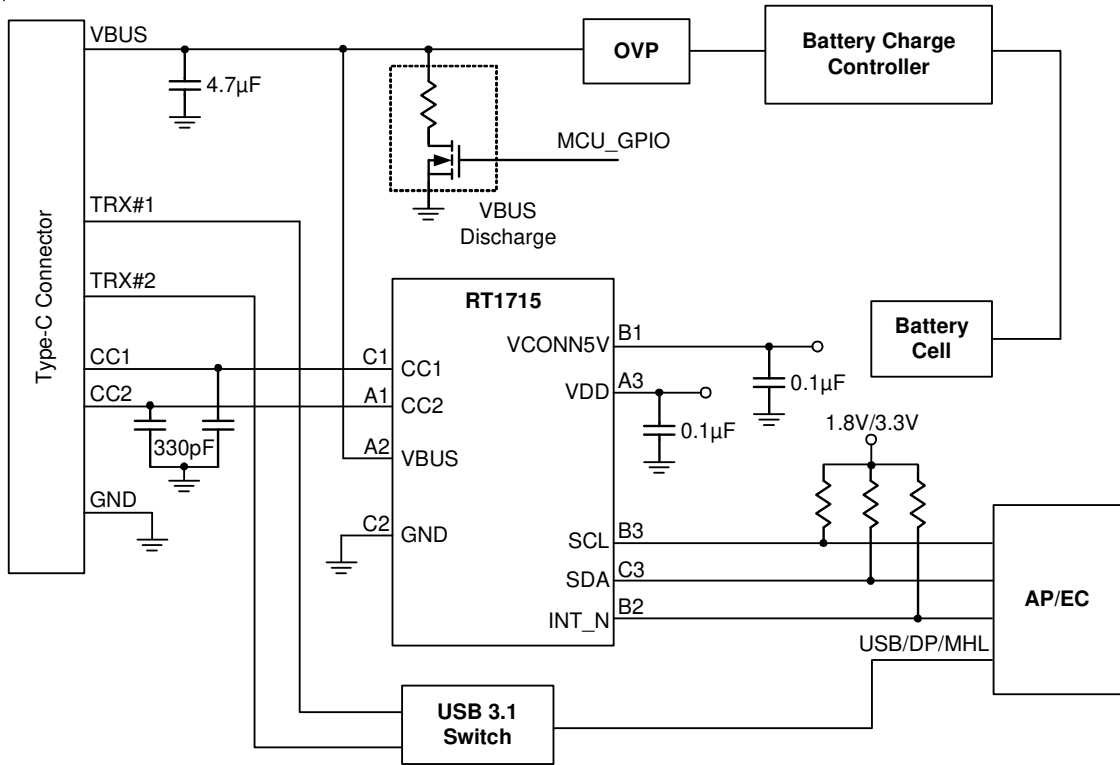 VBUS
OVP
Battery Charge
Controller
4.7µF
MCU_GPIO
VBUS
Discharge
Type-C Connector
TRX#1
TRX#2
RT1715
Battery
Cell
CC1
C1
CC1
VCONN5V
B1
CC2
A1
CC2
VDD
A3
0.1µF
0.1µF
1.8V/3.3V
330pF
A2
VBUS
GND
C2
GND
SCL
B3
SDA
C3
INT_N
B2
AP/EC
USB/DP/MHL
USB 3.1
Switch